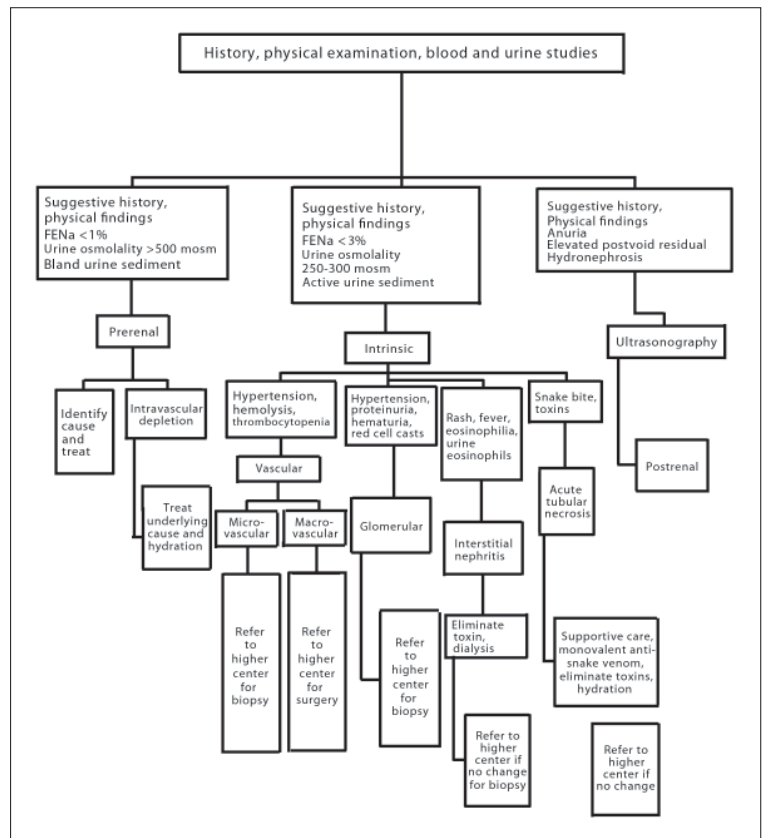 History, physical examination, blood and urine studies
Suggestive history,
physical findings
FENa <1%
Urine osmolality >500 mosm
Bland urine sediment
Suggestive history,
physical findings
FENa <3%
Urine osmolality
250-300 mosm
Active urine sediment
Suggestive history,
Physical findings
Anuria
Elevated postvoid residual
Hydronephrosis
Prerenal
Intrinsic
Ultrasonography
Identify
cause and
treat
Intravascular
depletion
Hypertension,
hemolysis,
thrombocytopenia
Hypertension,
proteinuria,
hematuria,
red cell casts
Rash, fever,
eosinophilia,
urine
eosinophils
Snake bite,
toxins
Postrenal
Vascular
Treat
underlying
cause and
hydration
Micro-
vascular
Macro-
vascular
Glomerular
Interstitial
nephritis
Acute
tubular
necrosis
Refer
to
higher
center
for
biopsy
Refer
to
higher
center
for
surgery
Refer
to
higher
center
for
biopsy
Eliminate
toxin,
dialysis
Supportive care,
monovalent anti-
snake venom,
eliminate toxins,
hydration
Refer to
higher
center if
no change
for biopsy
Refer to
higher
center if
no change